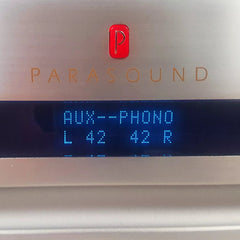 P
PARASOUND
AUX--PHONO
L 42 42 R